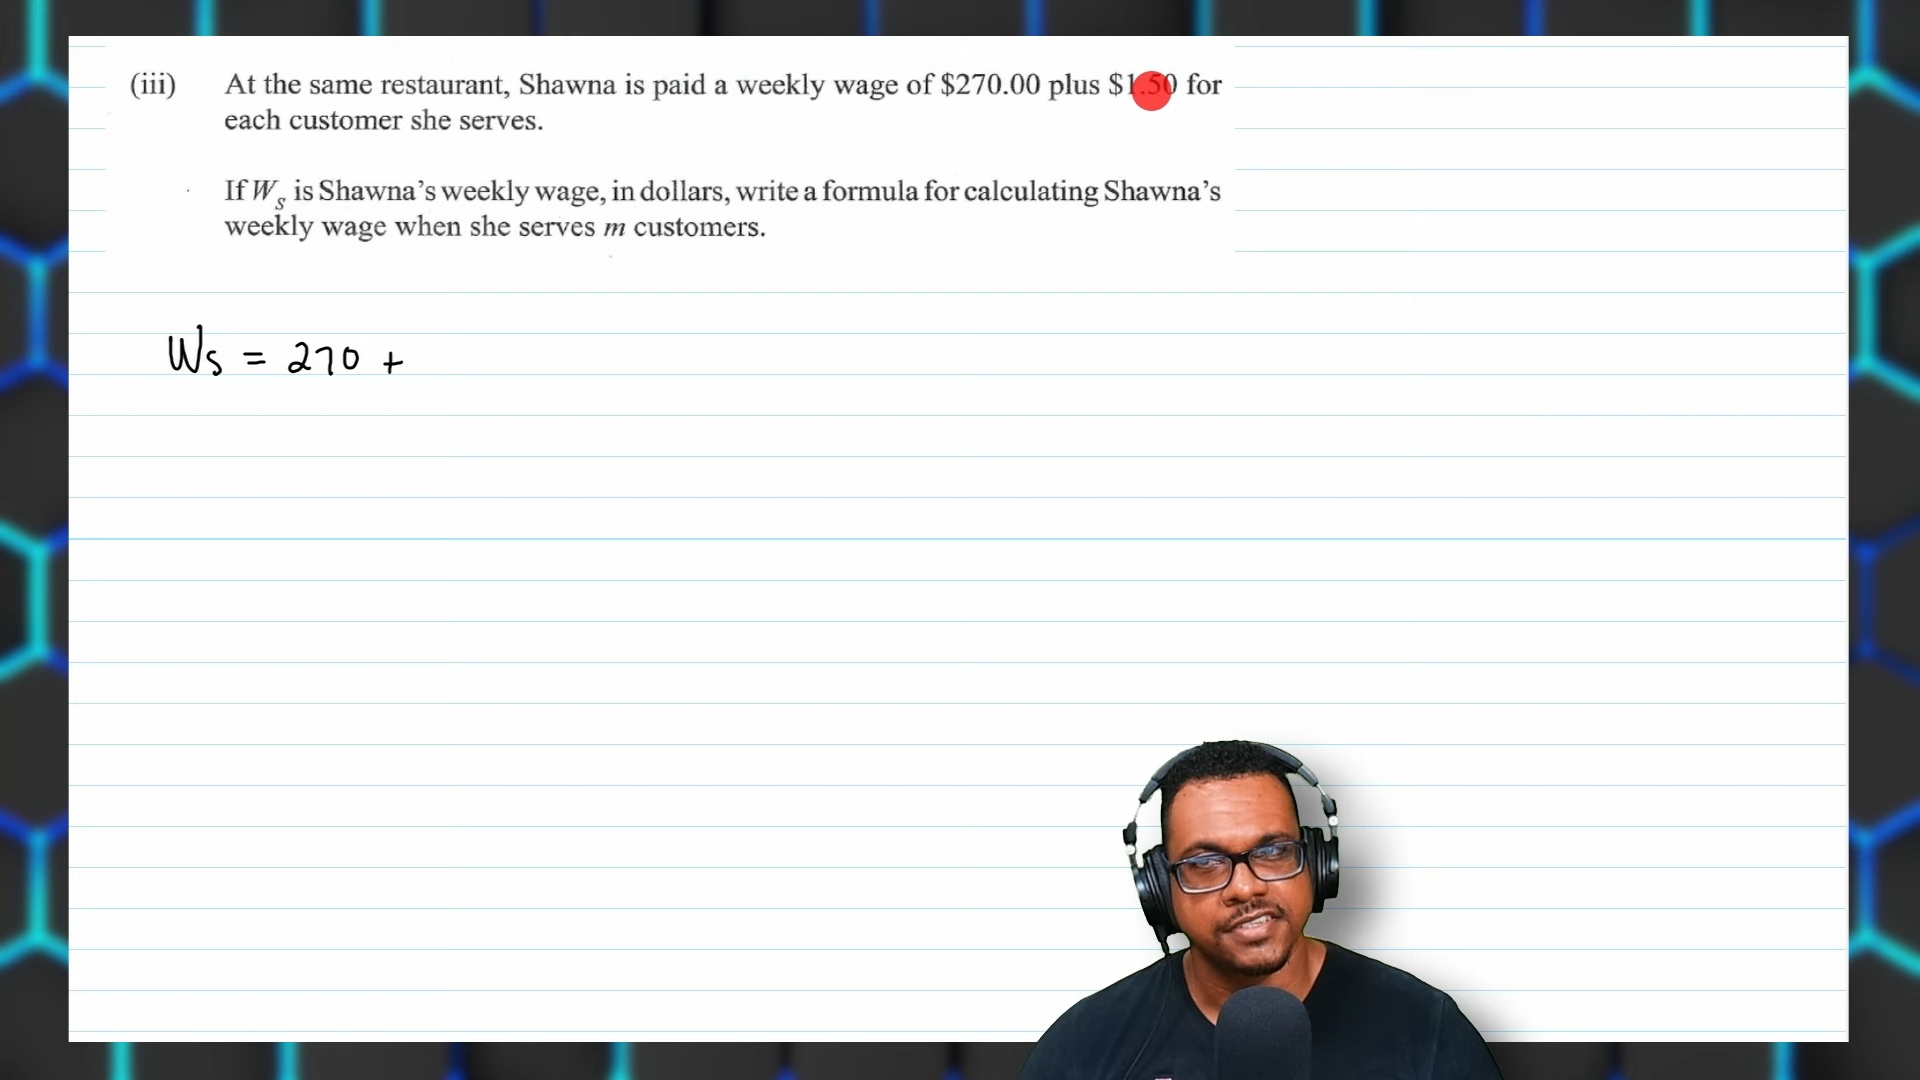 (iii) At the same restaurant, Shawna is paid a weekly wage of $270.00 plus $1.50 for
each customer she serves.
If Ws is Shawna’s weekly wage, in dollars, write a formula for calculating Shawna’s
weekly wage when she serves m customers.
Ws = 270 +